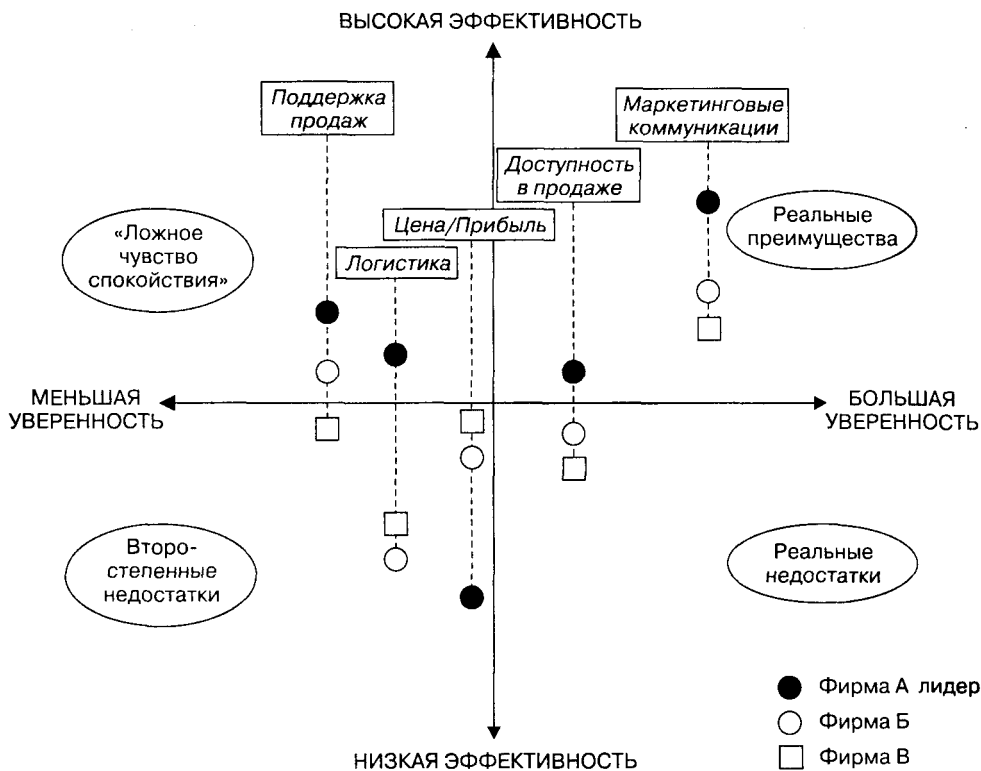 ВЫСОКАЯ ЭФФЕКТИВНОСТЬ
Поддержка
продаж
Маркетинговые
коммуникации
Доступность
в продаже
Цена/Прибыль
Логистика
«Ложное
чувство
спокойствия»
Реальные
преимущества
МЕНЬШАЯ
УВЕРЕННОСТЬ
БОЛЬШАЯ
УВЕРЕННОСТЬ
Второ-
степенные
недостатки
Реальные
недостатки
Фирма А лидер
Фирма Б
Фирма В
НИЗКАЯ ЭФФЕКТИВНОСТЬ